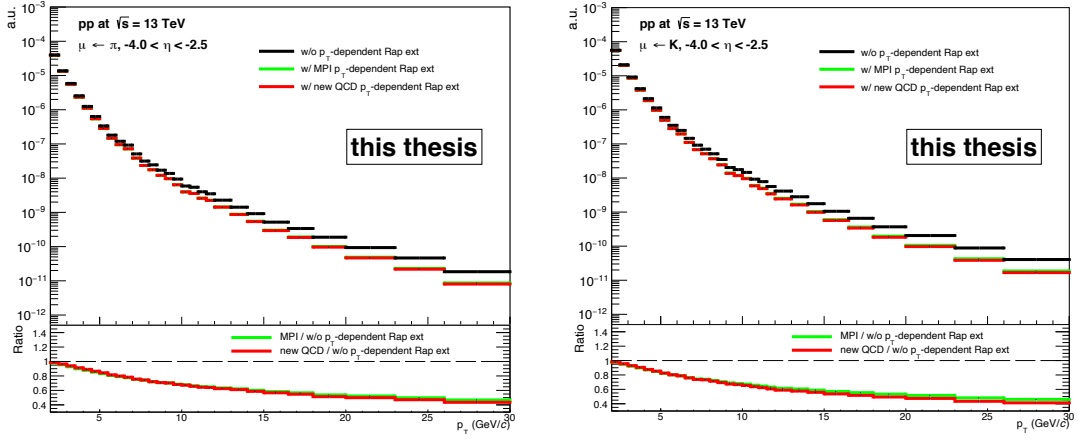 a.u.
pp at √s = 13 TeV
μ ← π, -4.0 < η < -2.5
w/o p_T-dependent Rap ext
w/ MPI p_T-dependent Rap ext
w/ new QCD p_T-dependent Rap ext
this thesis
10⁻³
10⁻⁴
10⁻⁵
10⁻⁶
10⁻⁷
10⁻⁸
10⁻⁹
10⁻¹⁰
10⁻¹¹
10⁻¹²
Ratio
MPI / w/o p_T-dependent Rap ext
new QCD / w/o p_T-dependent Rap ext
1.4
1.2
1
0.8
0.6
0.4
5 10 15 20 25 30
p_T (GeV/c)
a.u.
pp at √s = 13 TeV
μ ← K, -4.0 < η < -2.5
w/o p_T-dependent Rap ext
w/ MPI p_T-dependent Rap ext
w/ new QCD p_T-dependent Rap ext
this thesis
10⁻³
10⁻⁴
10⁻⁵
10⁻⁶
10⁻⁷
10⁻⁸
10⁻⁹
10⁻¹⁰
10⁻¹¹
10⁻¹²
Ratio
MPI / w/o p_T-dependent Rap ext
new QCD / w/o p_T-dependent Rap ext
1.4
1.2
1
0.8
0.6
0.4
5 10 15 20 25 30
p_T (GeV/c)